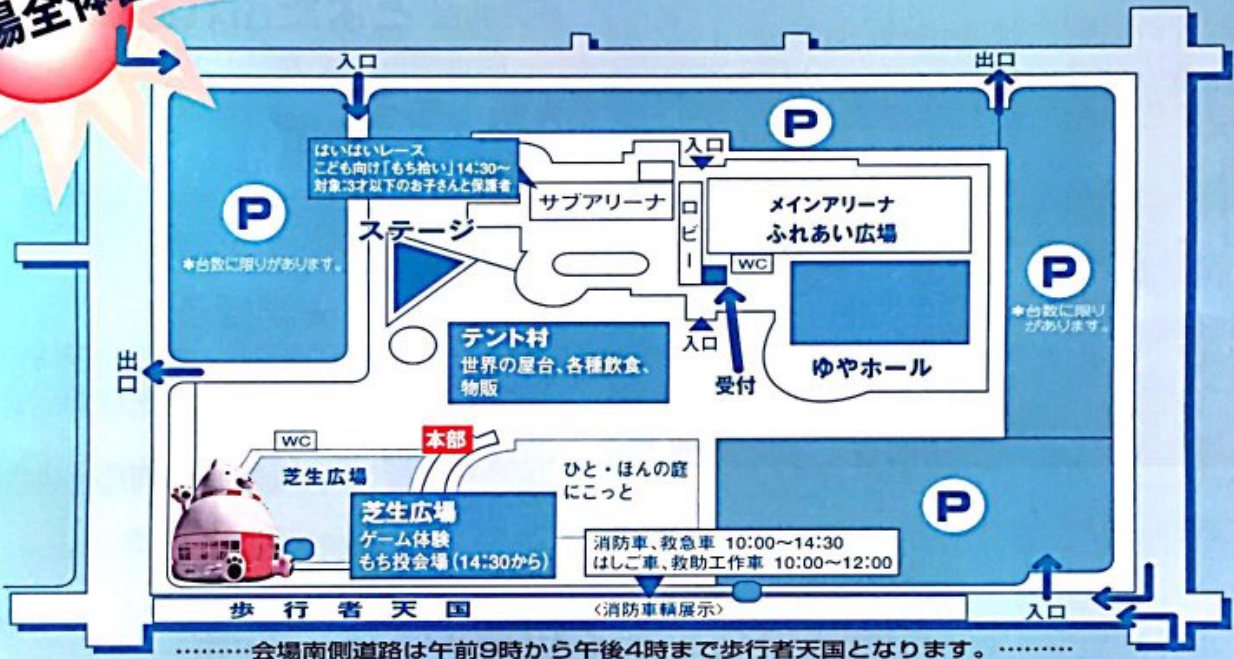 場全体
入口
出口
P
はいはいレース
こども向け「もち拾い」14:30〜
対象:3才以下のお子さんと保護者
入口
サブアリーナ
ロビー
メインアリーナ
ふれあい広場
P
*台数に限りがあります。
ステージ
WC
P
*台数に限り
があります。
テント村
世界の屋台、各種飲食、
物販
入口
受付
ゆやホール
出口
WC
本部
芝生広場
ひと・ほんの庭
にこっと
芝生広場
ゲーム体験
もち投会場(14:30から)
P
消防車、救急車 10:00〜14:30
はしご車、救助工作車 10:00〜12:00
歩行者天国
〈消防車輌展示〉
入口
………会場南側道路は午前9時から午後4時まで歩行者天国となります。………